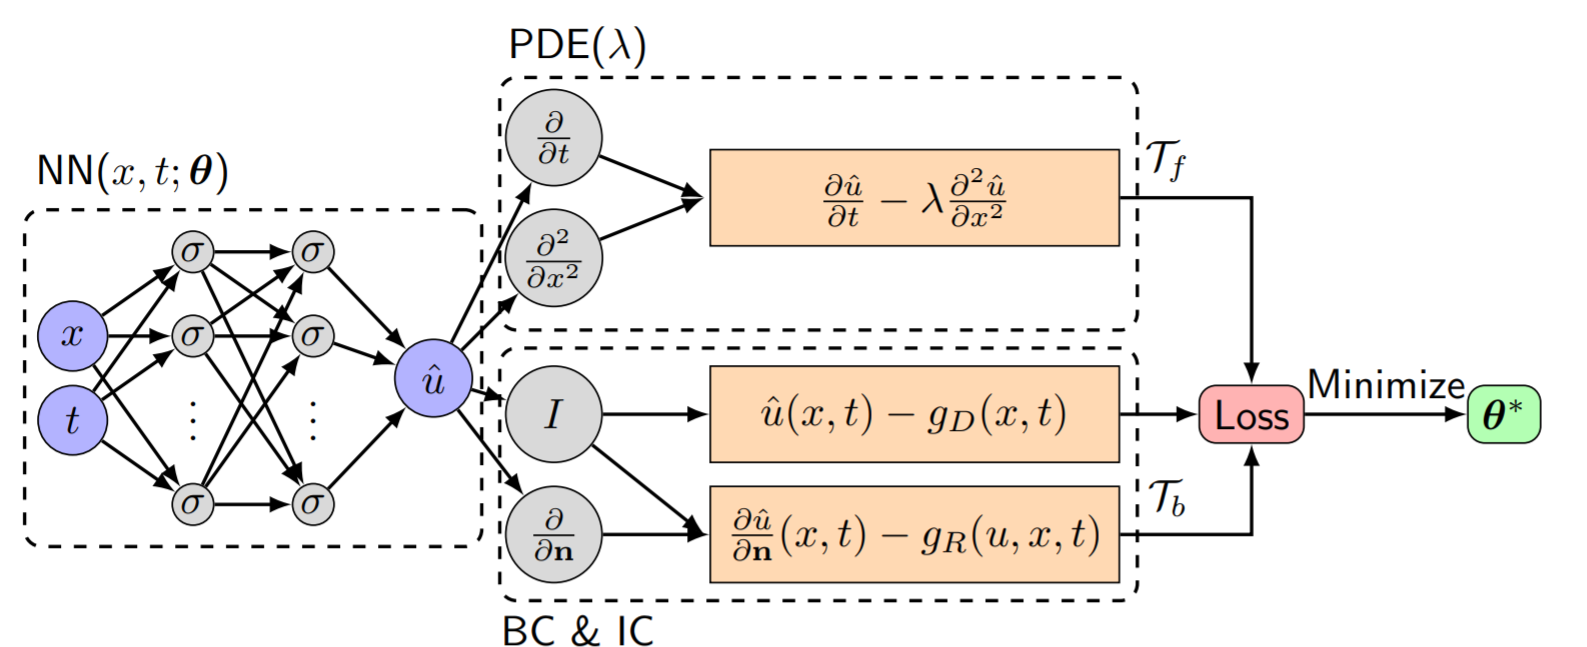 PDE(λ)
NN(x, t; θ)
x
t
σ
σ
σ
σ
⋮
⋮
σ
σ
û
∂/∂t
∂²/∂x²
∂û/∂t − λ ∂²û/∂x²
𝒯_f
I
û(x, t) − g_D(x, t)
∂/∂n
∂û/∂n (x, t) − g_R(u, x, t)
𝒯_b
BC & IC
Loss
Minimize
θ*